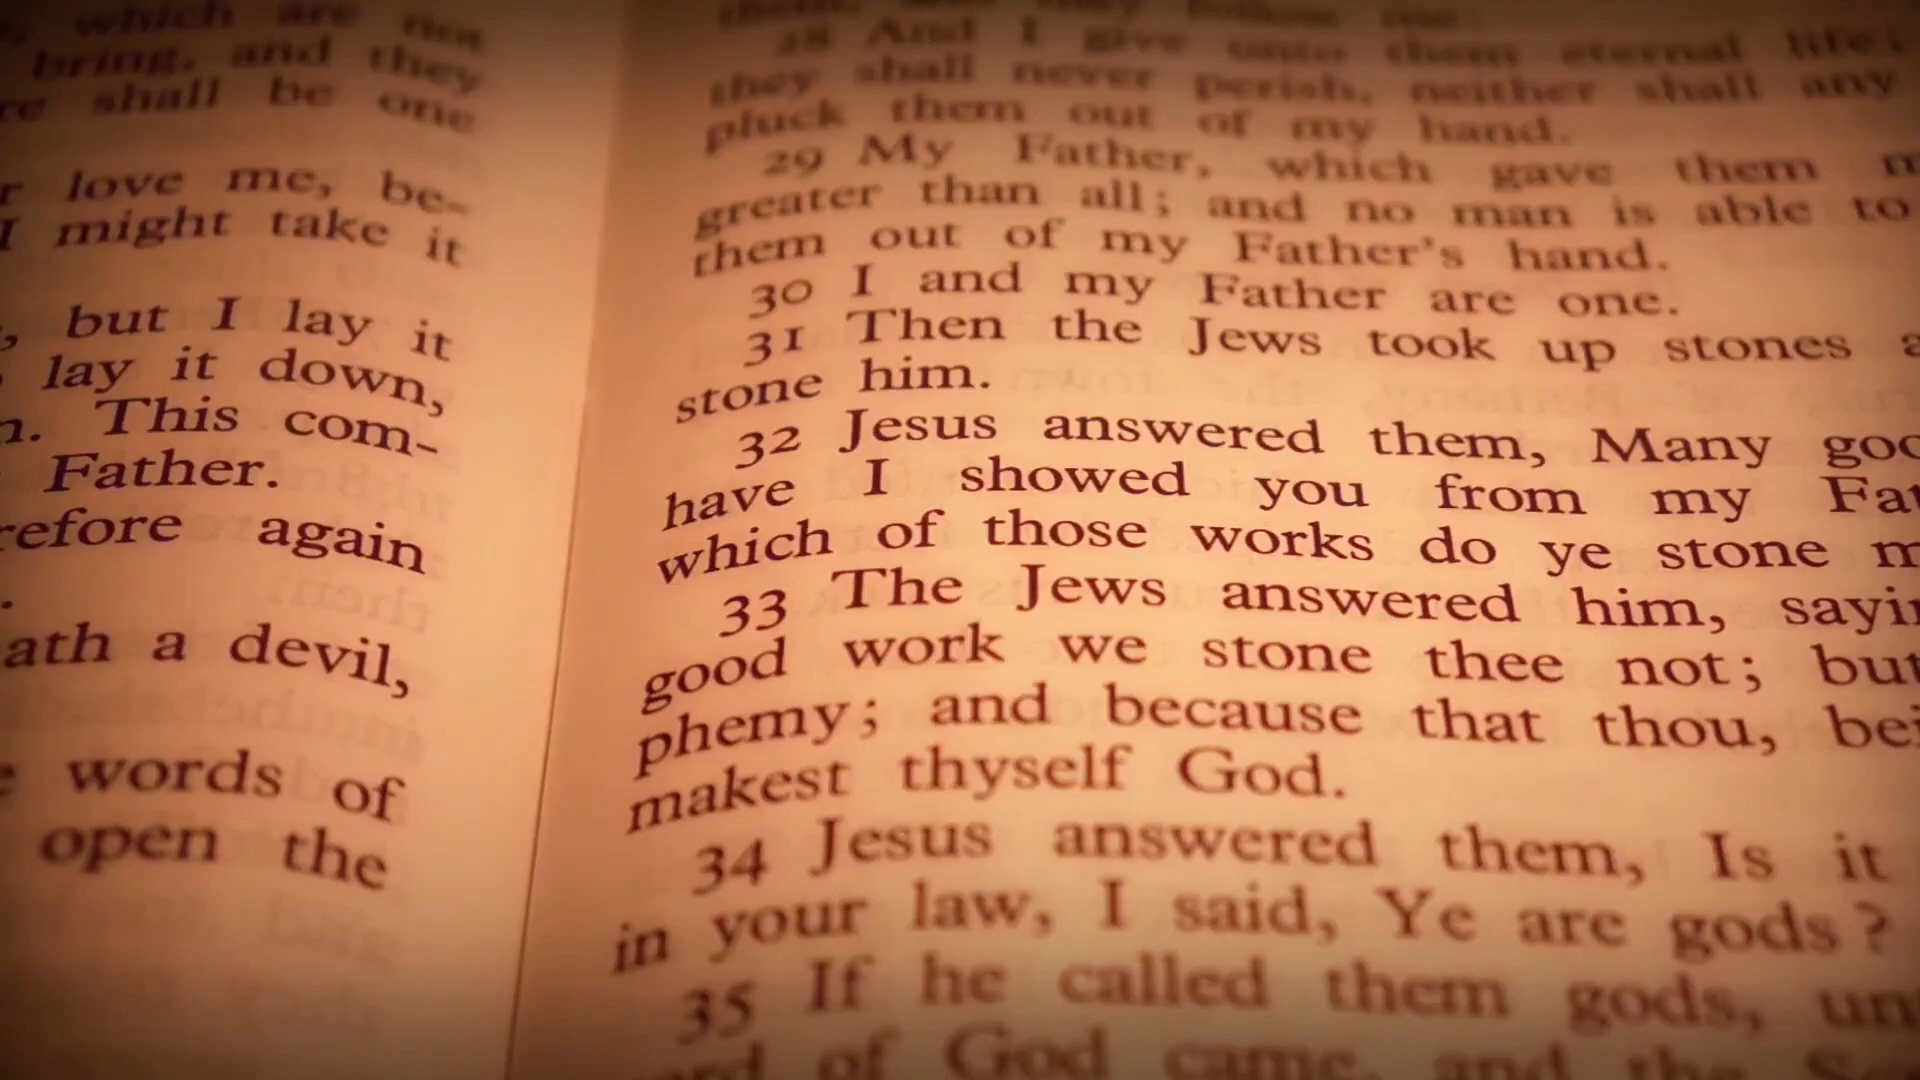 which are not
bring, and they
shall be one
love me, be-
I might take it
but I lay it
lay it down,
This com-
Father.
again
a devil,
words of
open the
28 And I give unto them eternal life;
they shall never perish, neither shall any
pluck them out of my hand.
29 My Father, which gave them
greater than all; and no man is able to
them out of my Father's hand.
30 I and my Father are one.
31 Then the Jews took up stones
stone him.
32 Jesus answered them, Many
have I showed you from my
which of those works do ye stone
33 The Jews answered him,
good work we stone thee not; but
phemy; and because that thou,
makest thyself God.
34 Jesus answered them, Is it
in your law, I said, Ye are gods?
35 If he called them gods,
of God came, and the